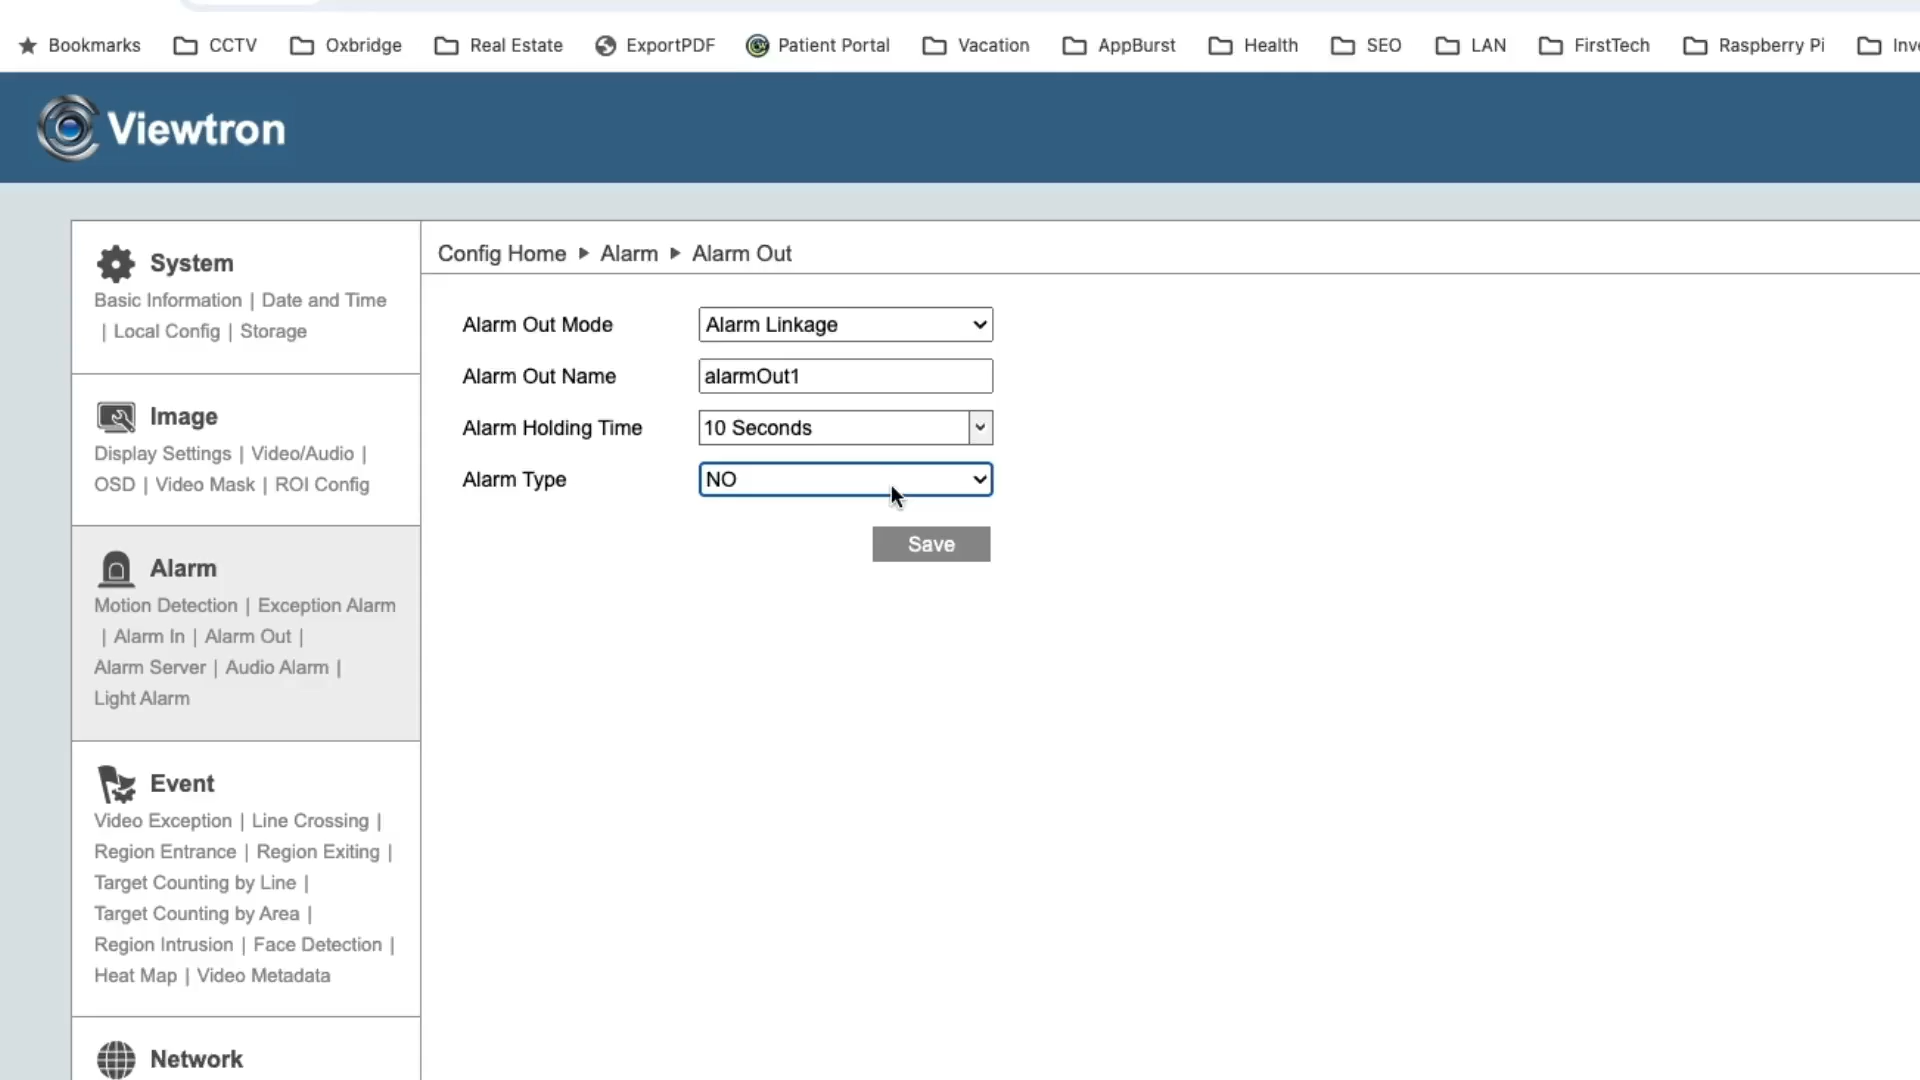 Bookmarks CCTV Oxbridge Real Estate ExportPDF Patient Portal Vacation AppBurst Health SEO LAN FirstTech Raspberry Pi
Viewtron
System
Basic Information | Date and Time
| Local Config | Storage
Image
Display Settings | Video/Audio |
OSD | Video Mask | ROI Config
Alarm
Motion Detection | Exception Alarm
| Alarm In | Alarm Out |
Alarm Server | Audio Alarm |
Light Alarm
Event
Video Exception | Line Crossing |
Region Entrance | Region Exiting |
Target Counting by Line |
Target Counting by Area |
Region Intrusion | Face Detection |
Heat Map | Video Metadata
Network
Config Home ▸ Alarm ▸ Alarm Out
Alarm Out Mode Alarm Linkage
Alarm Out Name alarmOut1
Alarm Holding Time 10 Seconds
Alarm Type NO
Save